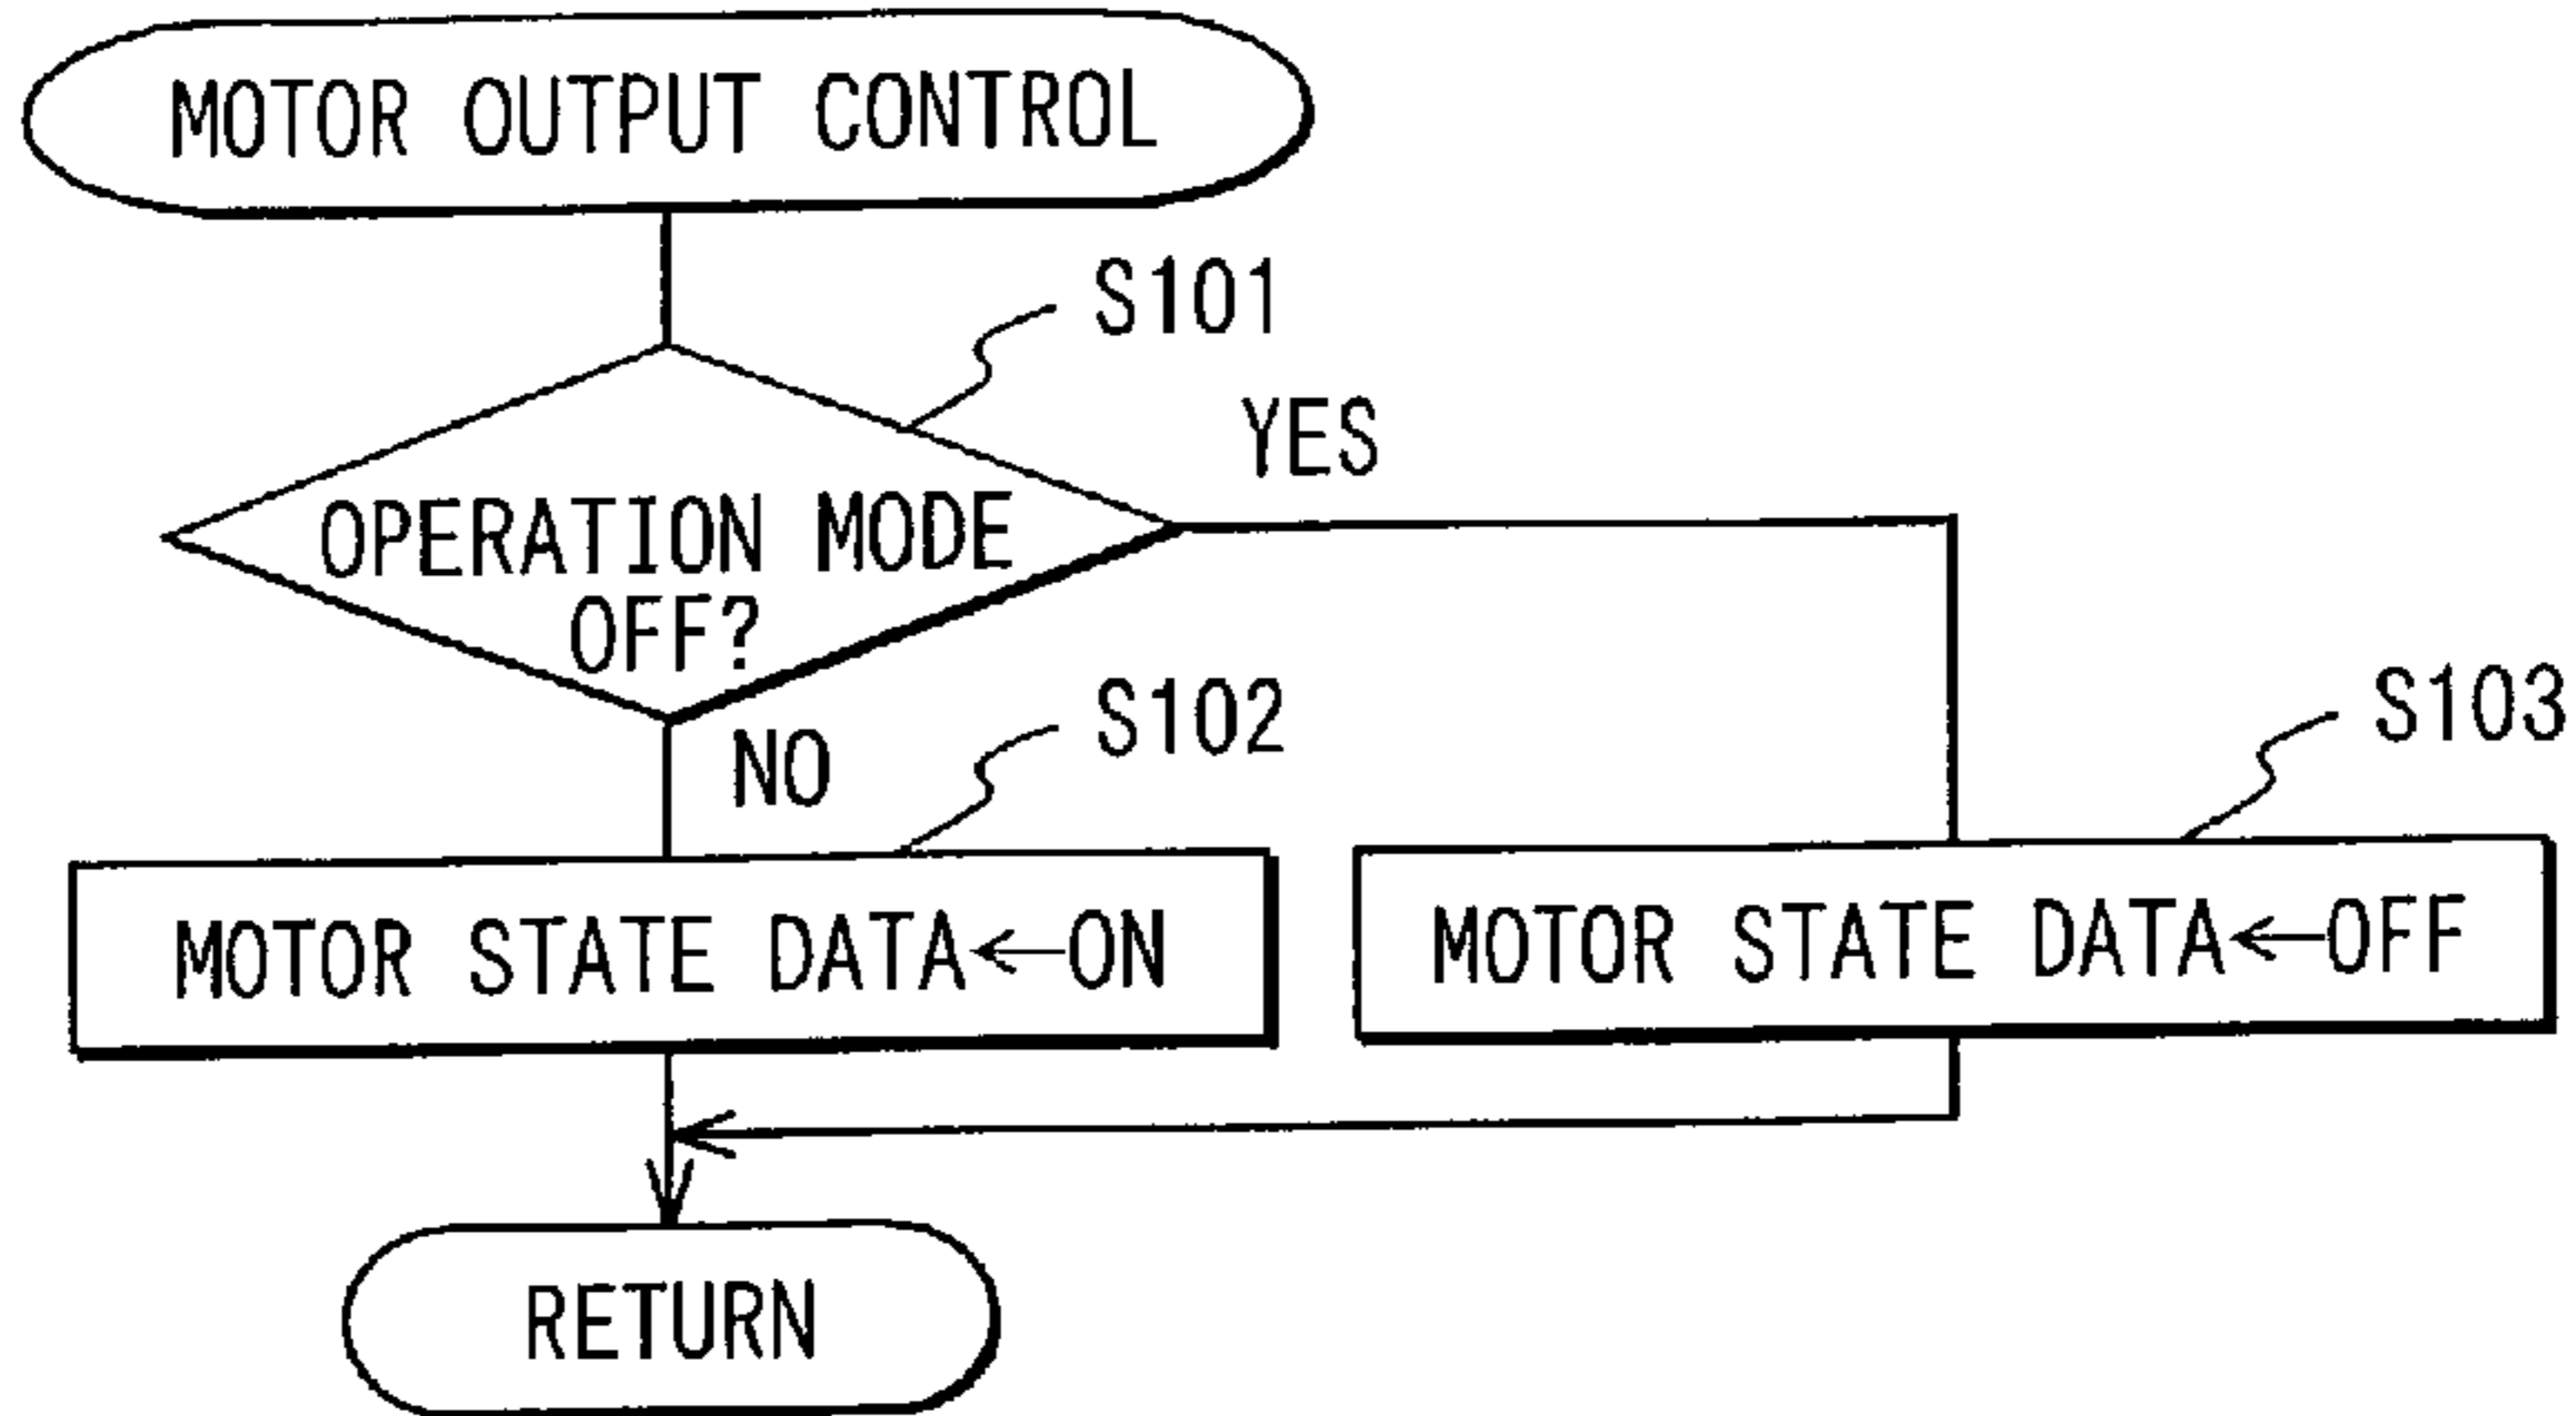 MOTOR OUTPUT CONTROL
S101
YES
OPERATION MODE
OFF?
NO
S102
S103
MOTOR STATE DATA←ON
MOTOR STATE DATA←OFF
RETURN